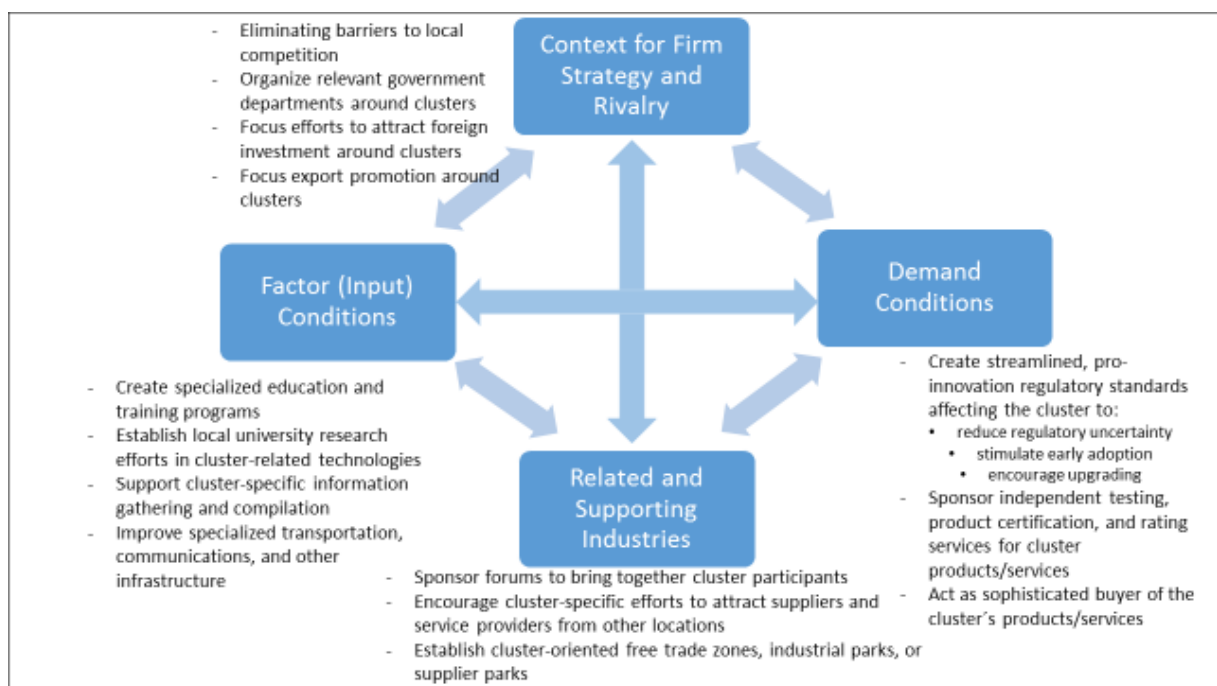 - Eliminating barriers to local
competition
- Organize relevant government
departments around clusters
- Focus efforts to attract foreign
investment around clusters
- Focus export promotion around
clusters
Context for Firm
Strategy and
Rivalry
Factor (Input)
Conditions
Demand
Conditions
- Create specialized education and
training programs
- Establish local university research
efforts in cluster-related technologies
- Support cluster-specific information
gathering and compilation
- Improve specialized transportation,
communications, and other
infrastructure
Related and
Supporting
Industries
- Create streamlined, pro-
innovation regulatory standards
affecting the cluster to:
• reduce regulatory uncertainty
• stimulate early adoption
• encourage upgrading
- Sponsor independent testing,
product certification, and rating
services for cluster
products/services
- Act as sophisticated buyer of the
cluster´s products/services
- Sponsor forums to bring together cluster participants
- Encourage cluster-specific efforts to attract suppliers and
service providers from other locations
- Establish cluster-oriented free trade zones, industrial parks, or
supplier parks